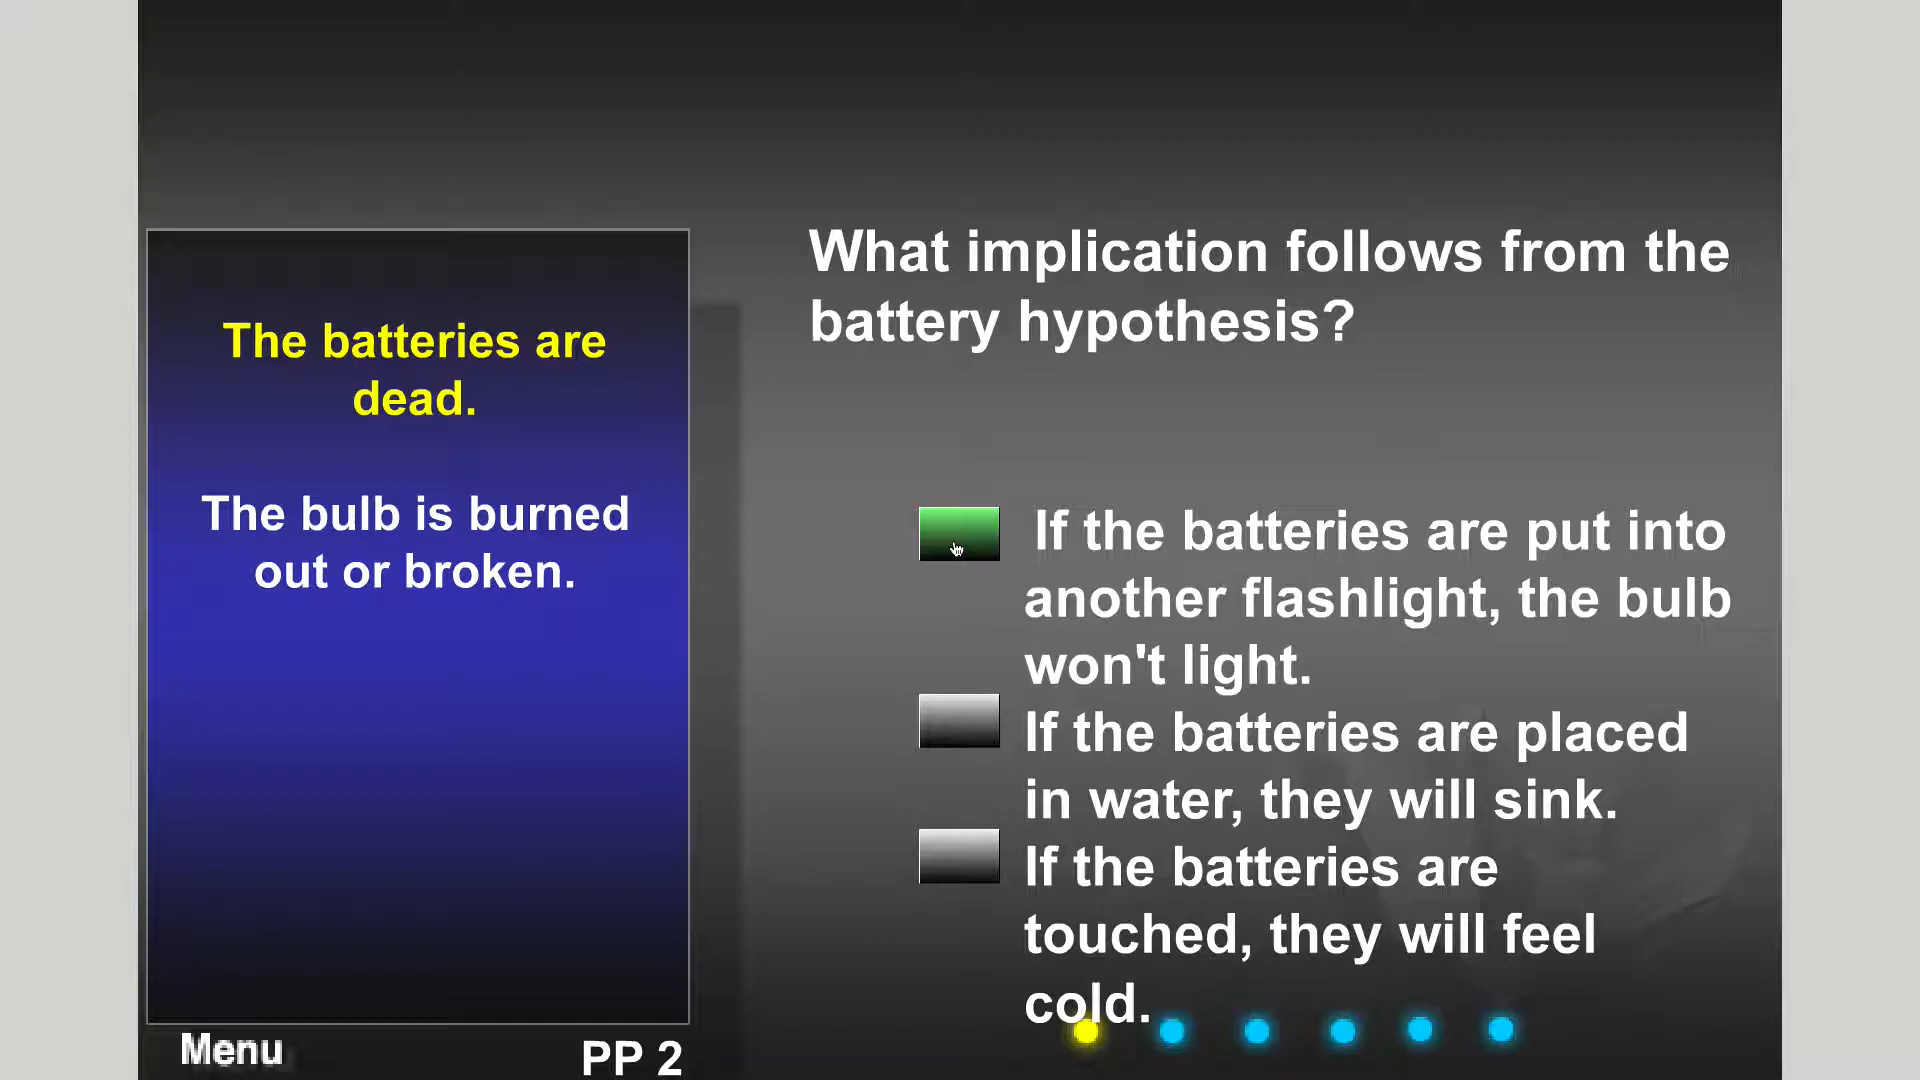 What implication follows from the
battery hypothesis?
The batteries are
dead.
The bulb is burned
out or broken.
If the batteries are put into
another flashlight, the bulb
won't light.
If the batteries are placed
in water, they will sink.
If the batteries are
touched, they will feel
cold.
Menu
PP 2